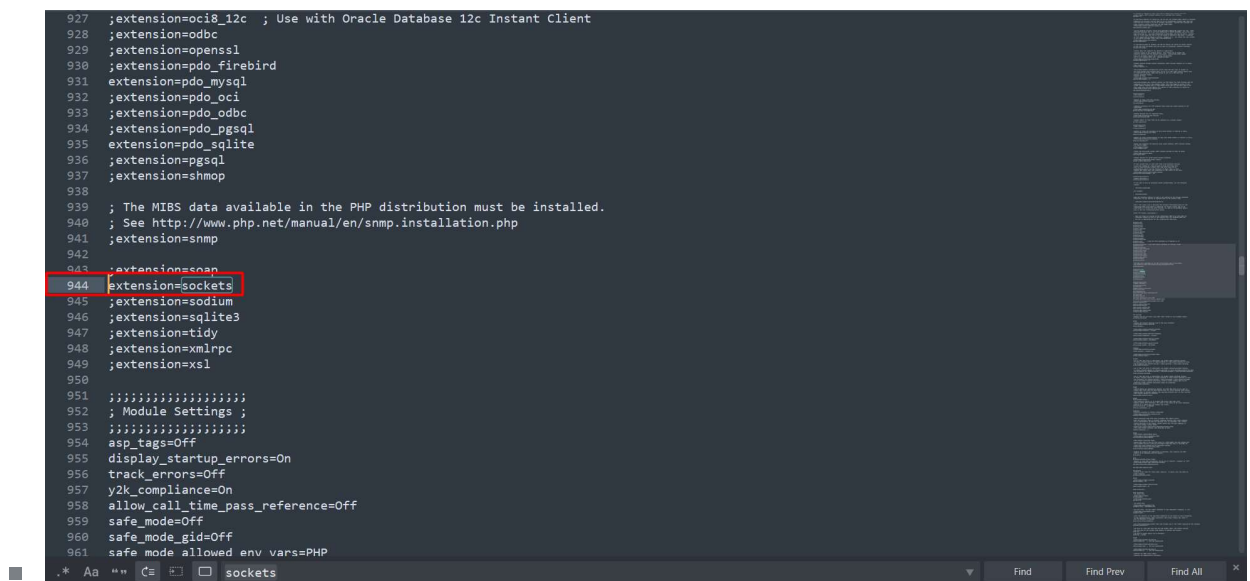 927 ;extension=oci8_12c  ; Use with Oracle Database 12c Instant Client
928 ;extension=odbc
929 ;extension=openssl
930 ;extension=pdo_firebird
931 extension=pdo_mysql
932 ;extension=pdo_oci
933 ;extension=pdo_odbc
934 ;extension=pdo_pgsql
935 extension=pdo_sqlite
936 ;extension=pgsql
937 ;extension=shmop
938
939 ; The MIBS data available in the PHP distribution must be installed.
940 ; See http://www.php.net/manual/en/snmp.installation.php
941 ;extension=snmp
942
943 ;extension=soap
944 extension=sockets
945 ;extension=sodium
946 ;extension=sqlite3
947 ;extension=tidy
948 ;extension=xmlrpc
949 ;extension=xsl
950
951 ;;;;;;;;;;;;;;;;;;;
952 ; Module Settings ;
953 ;;;;;;;;;;;;;;;;;;;
954 asp_tags=Off
955 display_startup_errors=On
956 track_errors=Off
957 y2k_compliance=On
958 allow_call_time_pass_reference=Off
959 safe_mode=Off
960 safe_mode_gid=Off
961 safe_mode_allowed_env_vars=PHP
.* Aa "" sockets Find Find Prev Find All ×